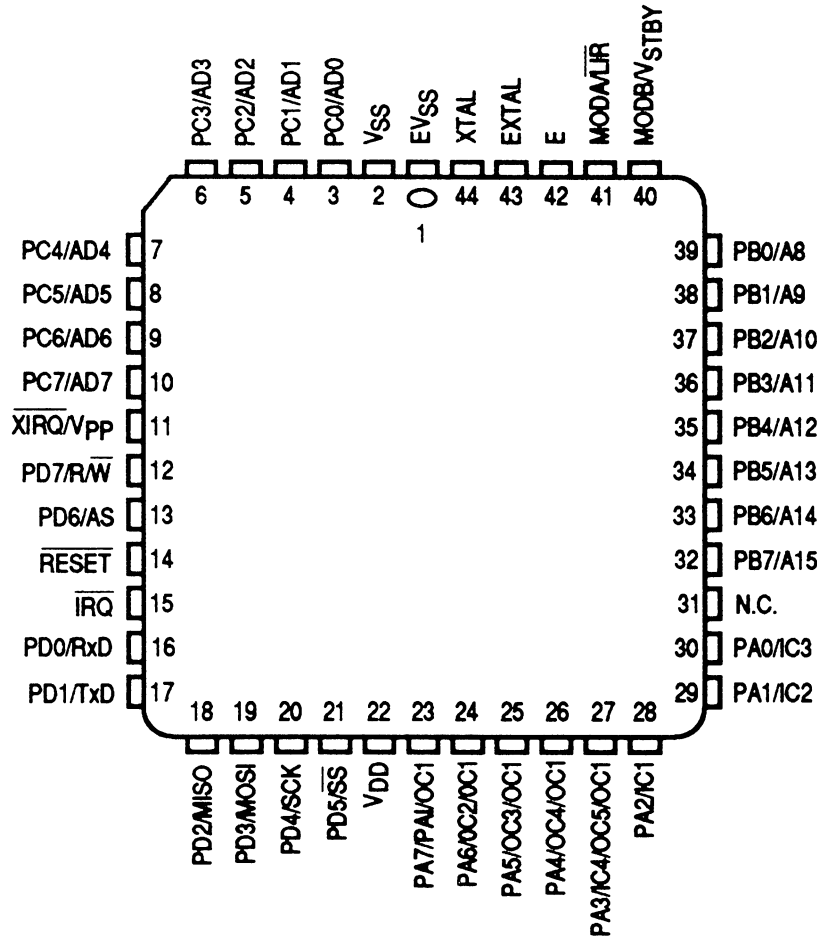 PC3/AD3
PC2/AD2
PC1/AD1
PC0/AD0
VSS
EVSS
XTAL
EXTAL
E
MODA/L̅I̅R̅
MODB/VSTBY
6 5 4 3 2 1 44 43 42 41 40
PC4/AD4 7
PC5/AD5 8
PC6/AD6 9
PC7/AD7 10
X̅I̅R̅Q̅/VPP 11
PD7/R/W̅ 12
PD6/AS 13
R̅E̅S̅E̅T̅ 14
I̅R̅Q̅ 15
PD0/RxD 16
PD1/TxD 17
39 PB0/A8
38 PB1/A9
37 PB2/A10
36 PB3/A11
35 PB4/A12
34 PB5/A13
33 PB6/A14
32 PB7/A15
31 N.C.
30 PA0/IC3
29 PA1/IC2
18 19 20 21 22 23 24 25 26 27 28
PD2/MISO
PD3/MOSI
PD4/SCK
PD5/S̅S̅
VDD
PA7/PAI/OC1
PA6/OC2/OC1
PA5/OC3/OC1
PA4/OC4/OC1
PA3/IC4/OC5/OC1
PA2/IC1